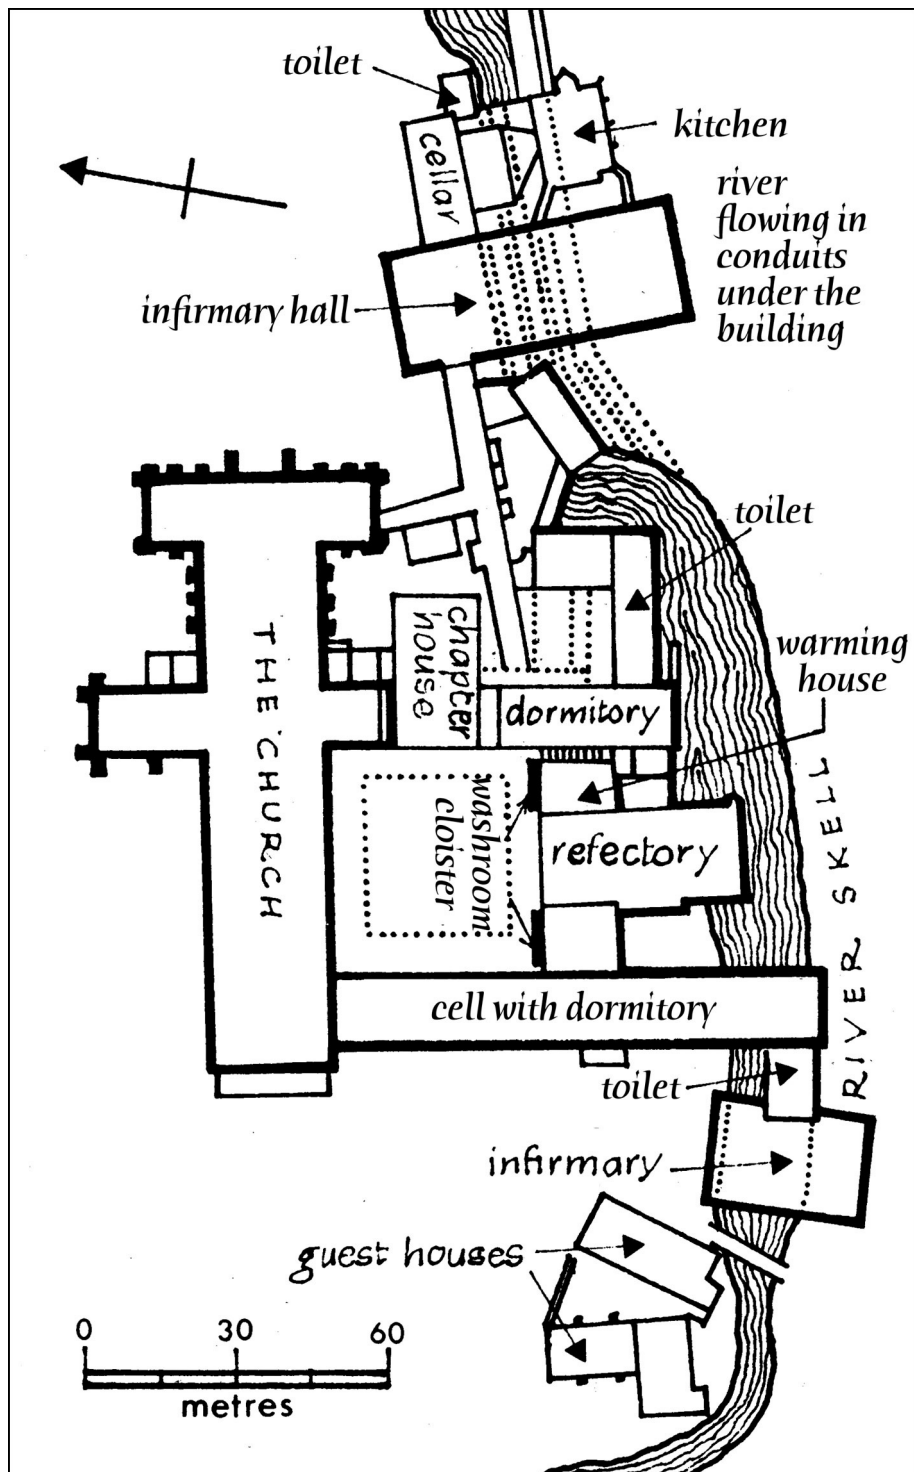 toilet
kitchen
cellar
river
flowing in
conduits
under the
building
infirmary hall
toilet
THE CHURCH
chapter
house
warming
house
dormitory
washroom
cloister
refectory
RIVER SKELL
cell with dormitory
toilet
infirmary
guest houses
0 30 60
metres